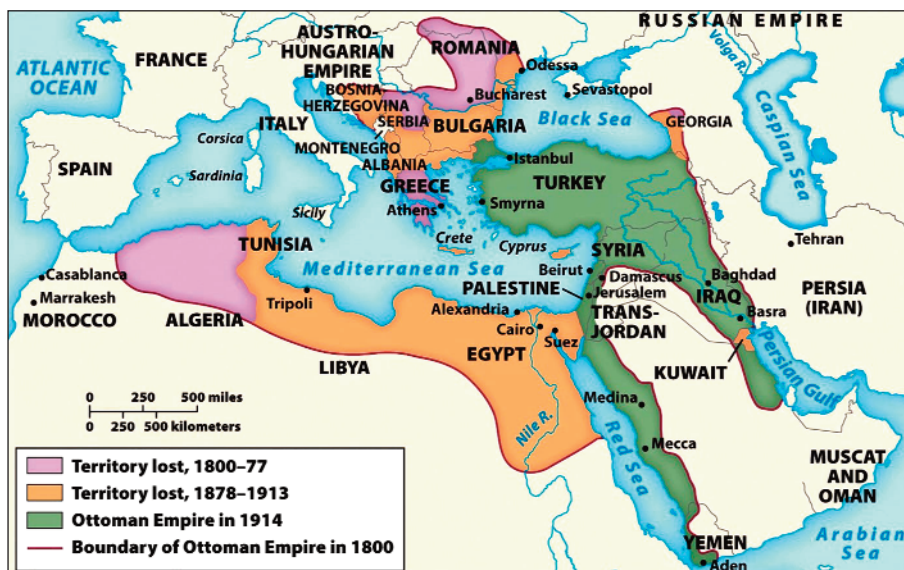 RUSSIAN EMPIRE
AUSTRO-
HUNGARIAN
EMPIRE
ROMANIA
FRANCE
ATLANTIC
OCEAN
Volga R.
Odessa
BOSNIA-
HERZEGOVINA
Bucharest
Sevastopol
Caspian Sea
SERBIA
BULGARIA
Black Sea
GEORGIA
Corsica
ITALY
MONTENEGRO
ALBANIA
Istanbul
SPAIN
Sardinia
GREECE
TURKEY
Athens
Smyrna
Sicily
TUNISIA
Crete
Cyprus
SYRIA
Tehran
Casablanca
Mediterranean Sea
Beirut
Damascus
Baghdad
PALESTINE
Jerusalem
IRAQ
PERSIA
(IRAN)
Marrakesh
Tripoli
Alexandria
TRANS-
JORDAN
Basra
MOROCCO
ALGERIA
Cairo
Suez
LIBYA
EGYPT
KUWAIT
Persian Gulf
0 250 500 miles
0 250 500 kilometers
Nile R.
Medina
Red Sea
Mecca
MUSCAT
AND
OMAN
Territory lost, 1800–77
Territory lost, 1878–1913
Ottoman Empire in 1914
Boundary of Ottoman Empire in 1800
YEMEN
Aden
Arabian
Sea